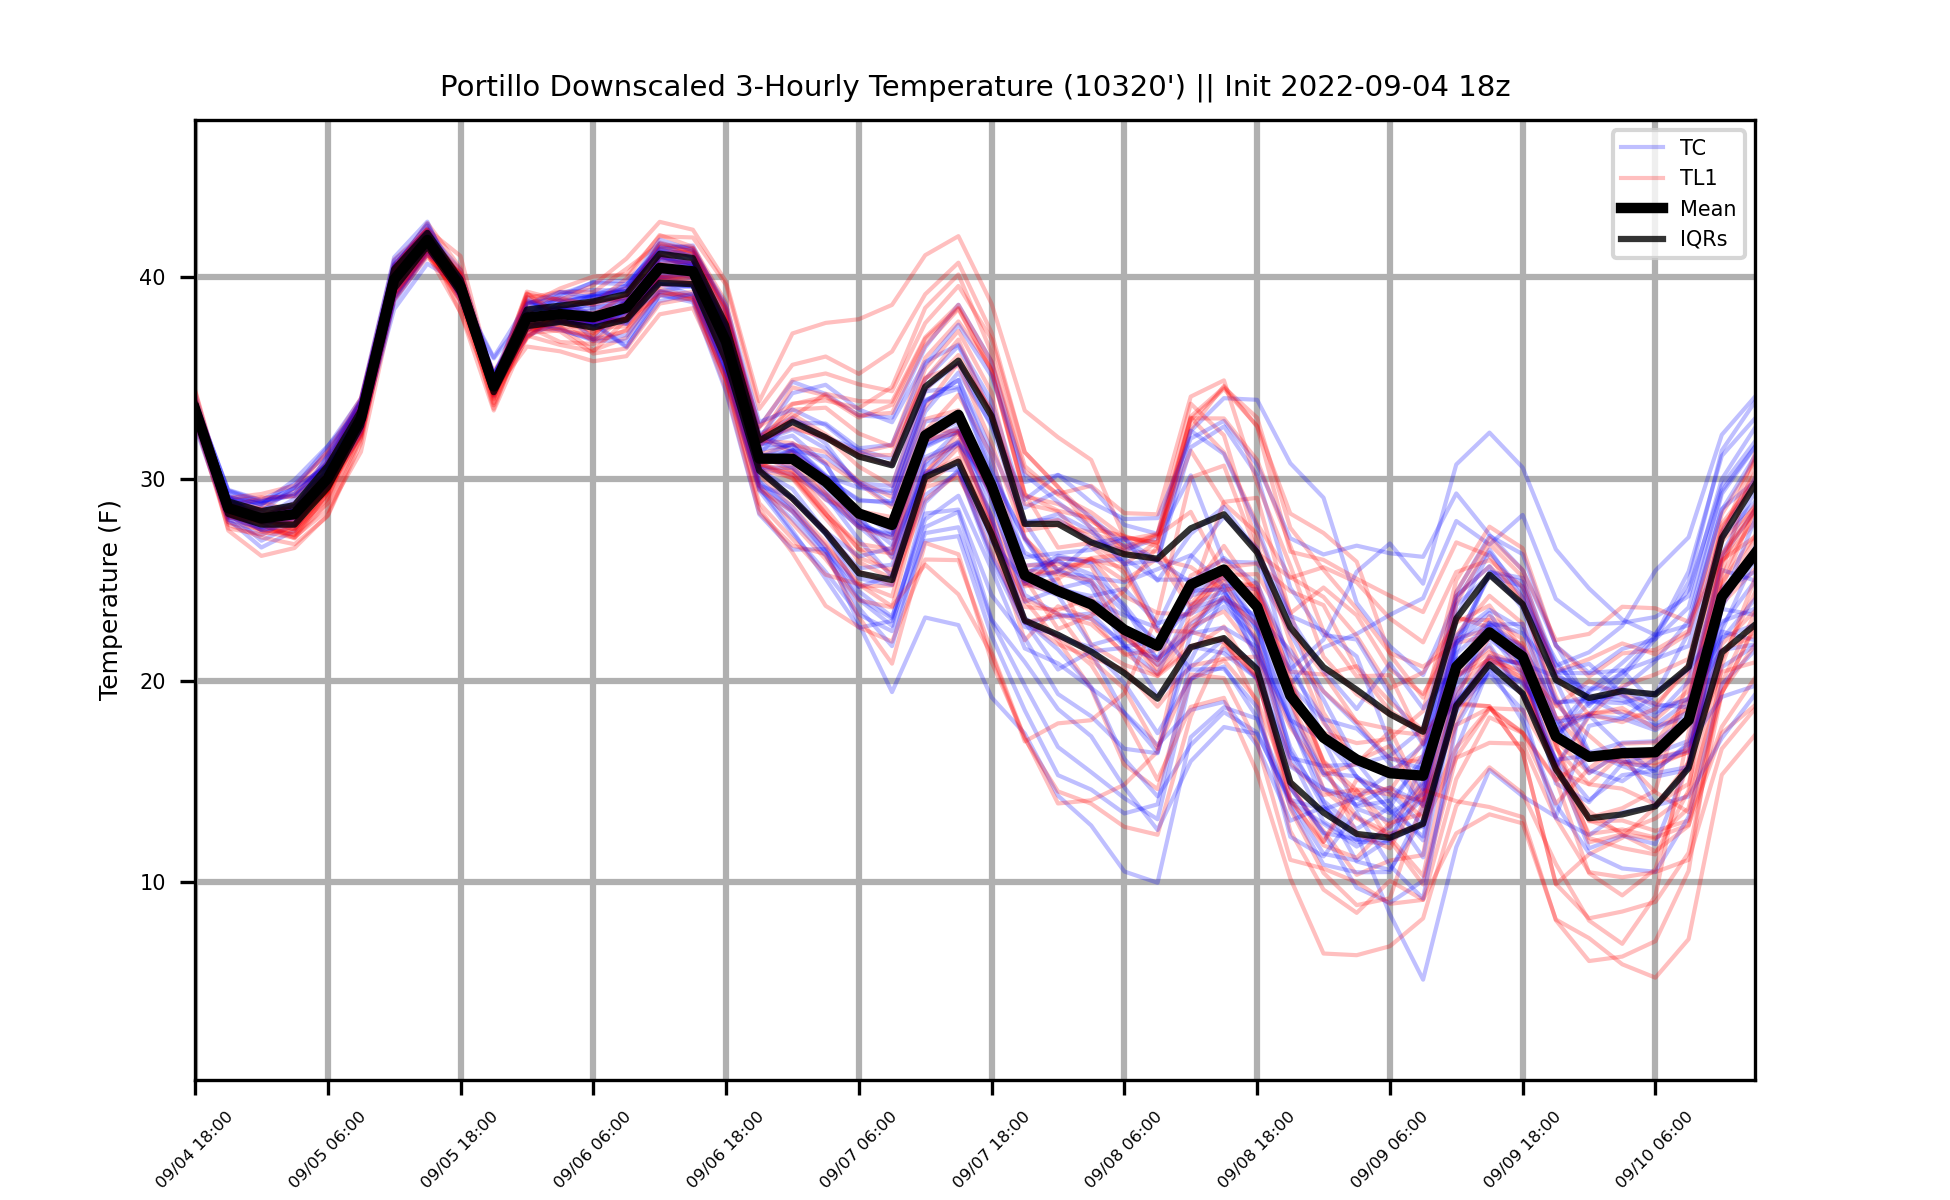 Portillo Downscaled 3-Hourly Temperature (10320') || Init 2022-09-04 18z
TC
TL1
Mean
IQRs
Temperature (F)
40
30
20
10
09/04 18:00
09/05 06:00
09/05 18:00
09/06 06:00
09/06 18:00
09/07 06:00
09/07 18:00
09/08 06:00
09/08 18:00
09/09 06:00
09/09 18:00
09/10 06:00